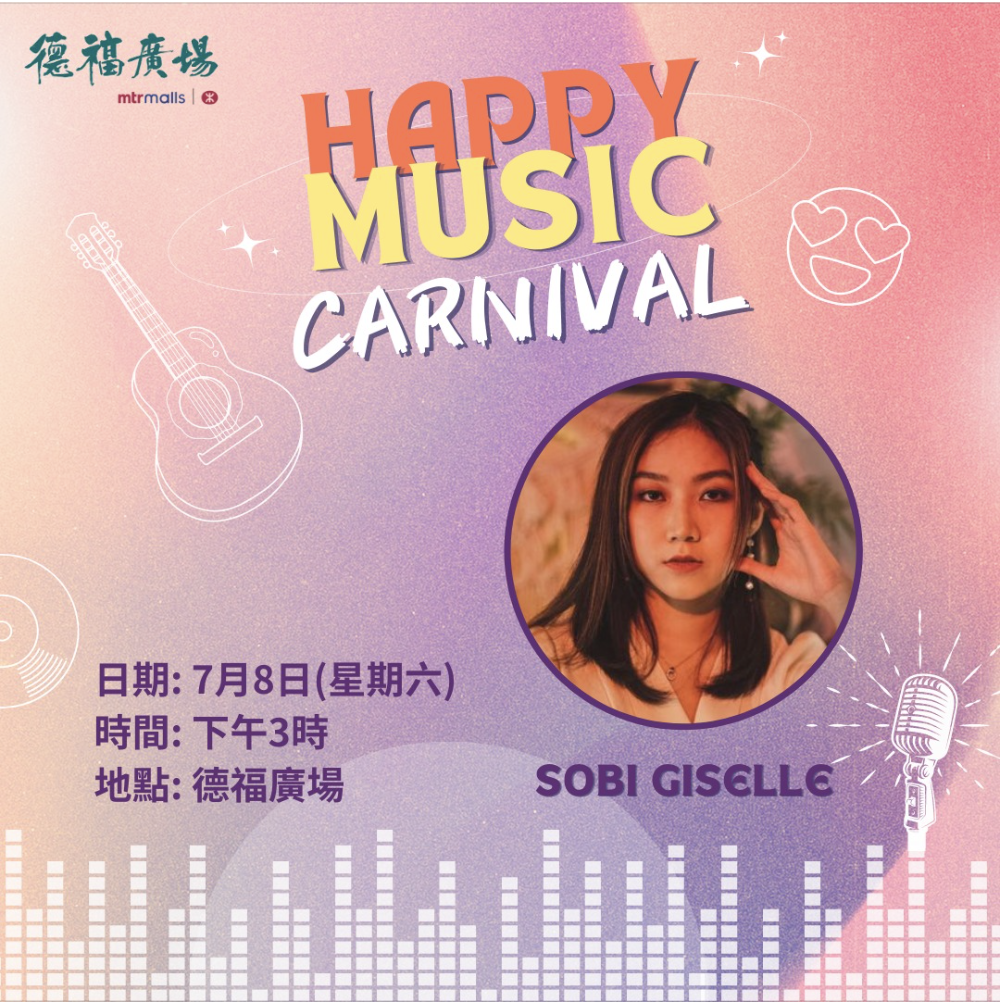 德福廣場
mtrmalls
HAPPY
MUSIC
CARNIVAL
日期: 7月8日(星期六)
時間: 下午3時
地點: 德福廣場
SOBI GISELLE